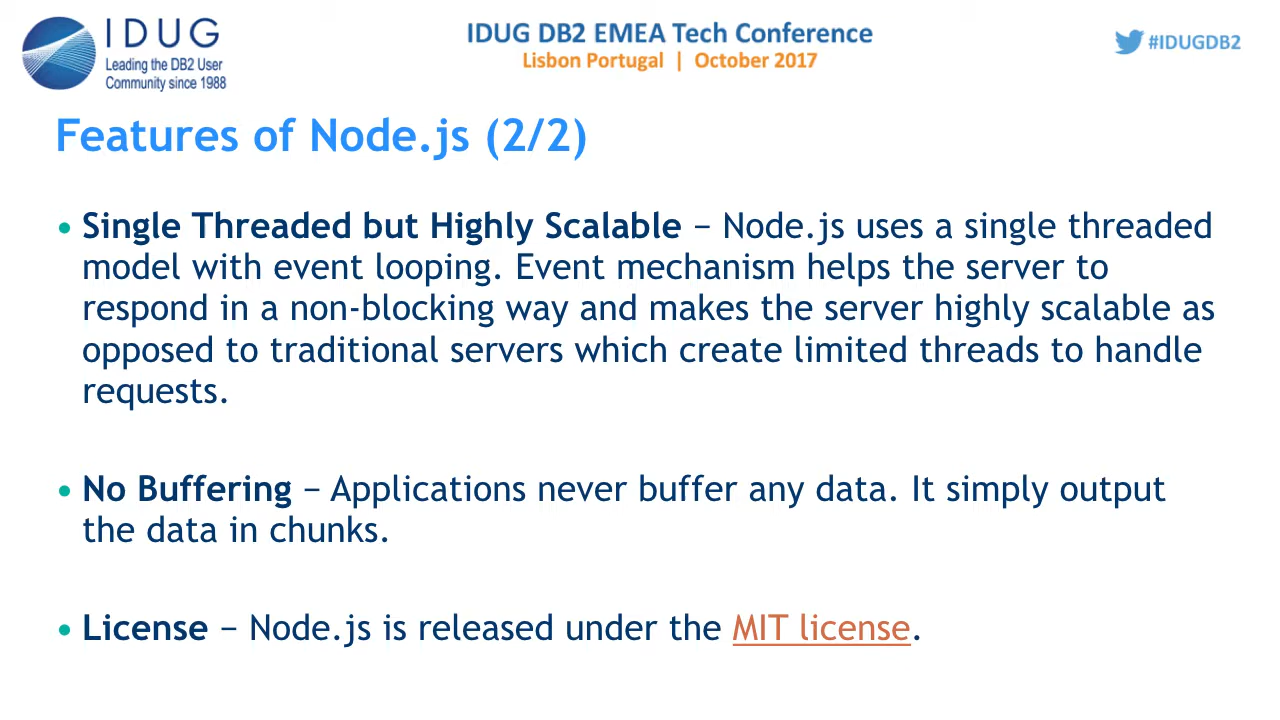 IDUG
Leading the DB2 User
Community since 1988
IDUG DB2 EMEA Tech Conference
Lisbon Portugal | October 2017
#IDUGDB2
Features of Node.js (2/2)
• Single Threaded but Highly Scalable − Node.js uses a single threaded
model with event looping. Event mechanism helps the server to
respond in a non-blocking way and makes the server highly scalable as
opposed to traditional servers which create limited threads to handle
requests.
• No Buffering − Applications never buffer any data. It simply output
the data in chunks.
• License − Node.js is released under the MIT license.